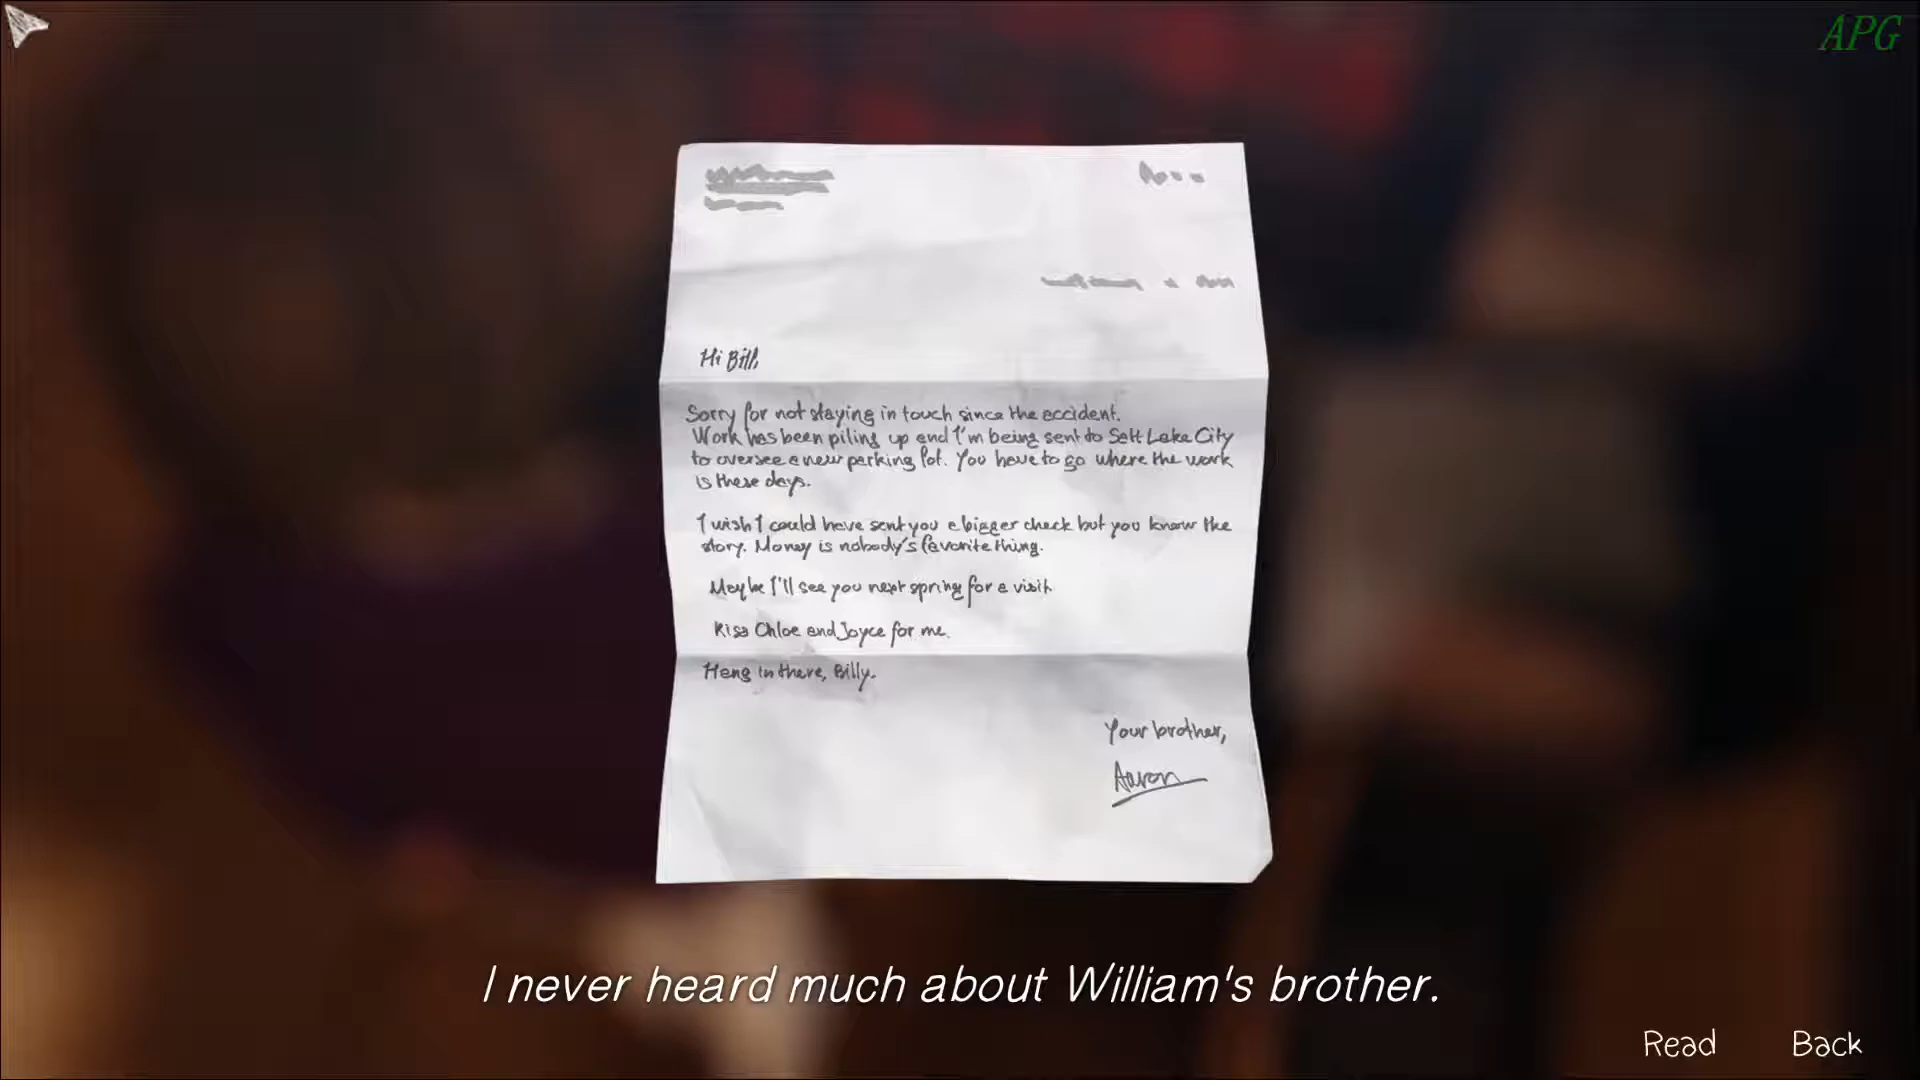 APG
Hi Bill,
Sorry for not staying in touch since the accident.
Work has been piling up and I'm being sent to Salt Lake City
to oversee a new parking lot. You have to go where the work
is these days.
I wish I could have sent you a bigger check but you know the
story. Money is nobody's favorite thing.
Maybe I'll see you next spring for a visit.
Kiss Chloe and Joyce for me.
Hang in there, Billy.
Your brother,
Aaron
I never heard much about William's brother.
Read Back